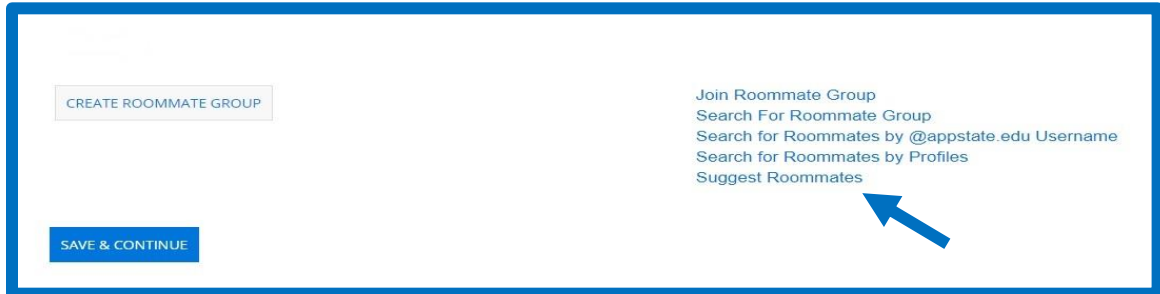 CREATE ROOMMATE GROUP
Join Roommate Group
Search For Roommate Group
Search for Roommates by @appstate.edu Username
Search for Roommates by Profiles
Suggest Roommates
SAVE & CONTINUE